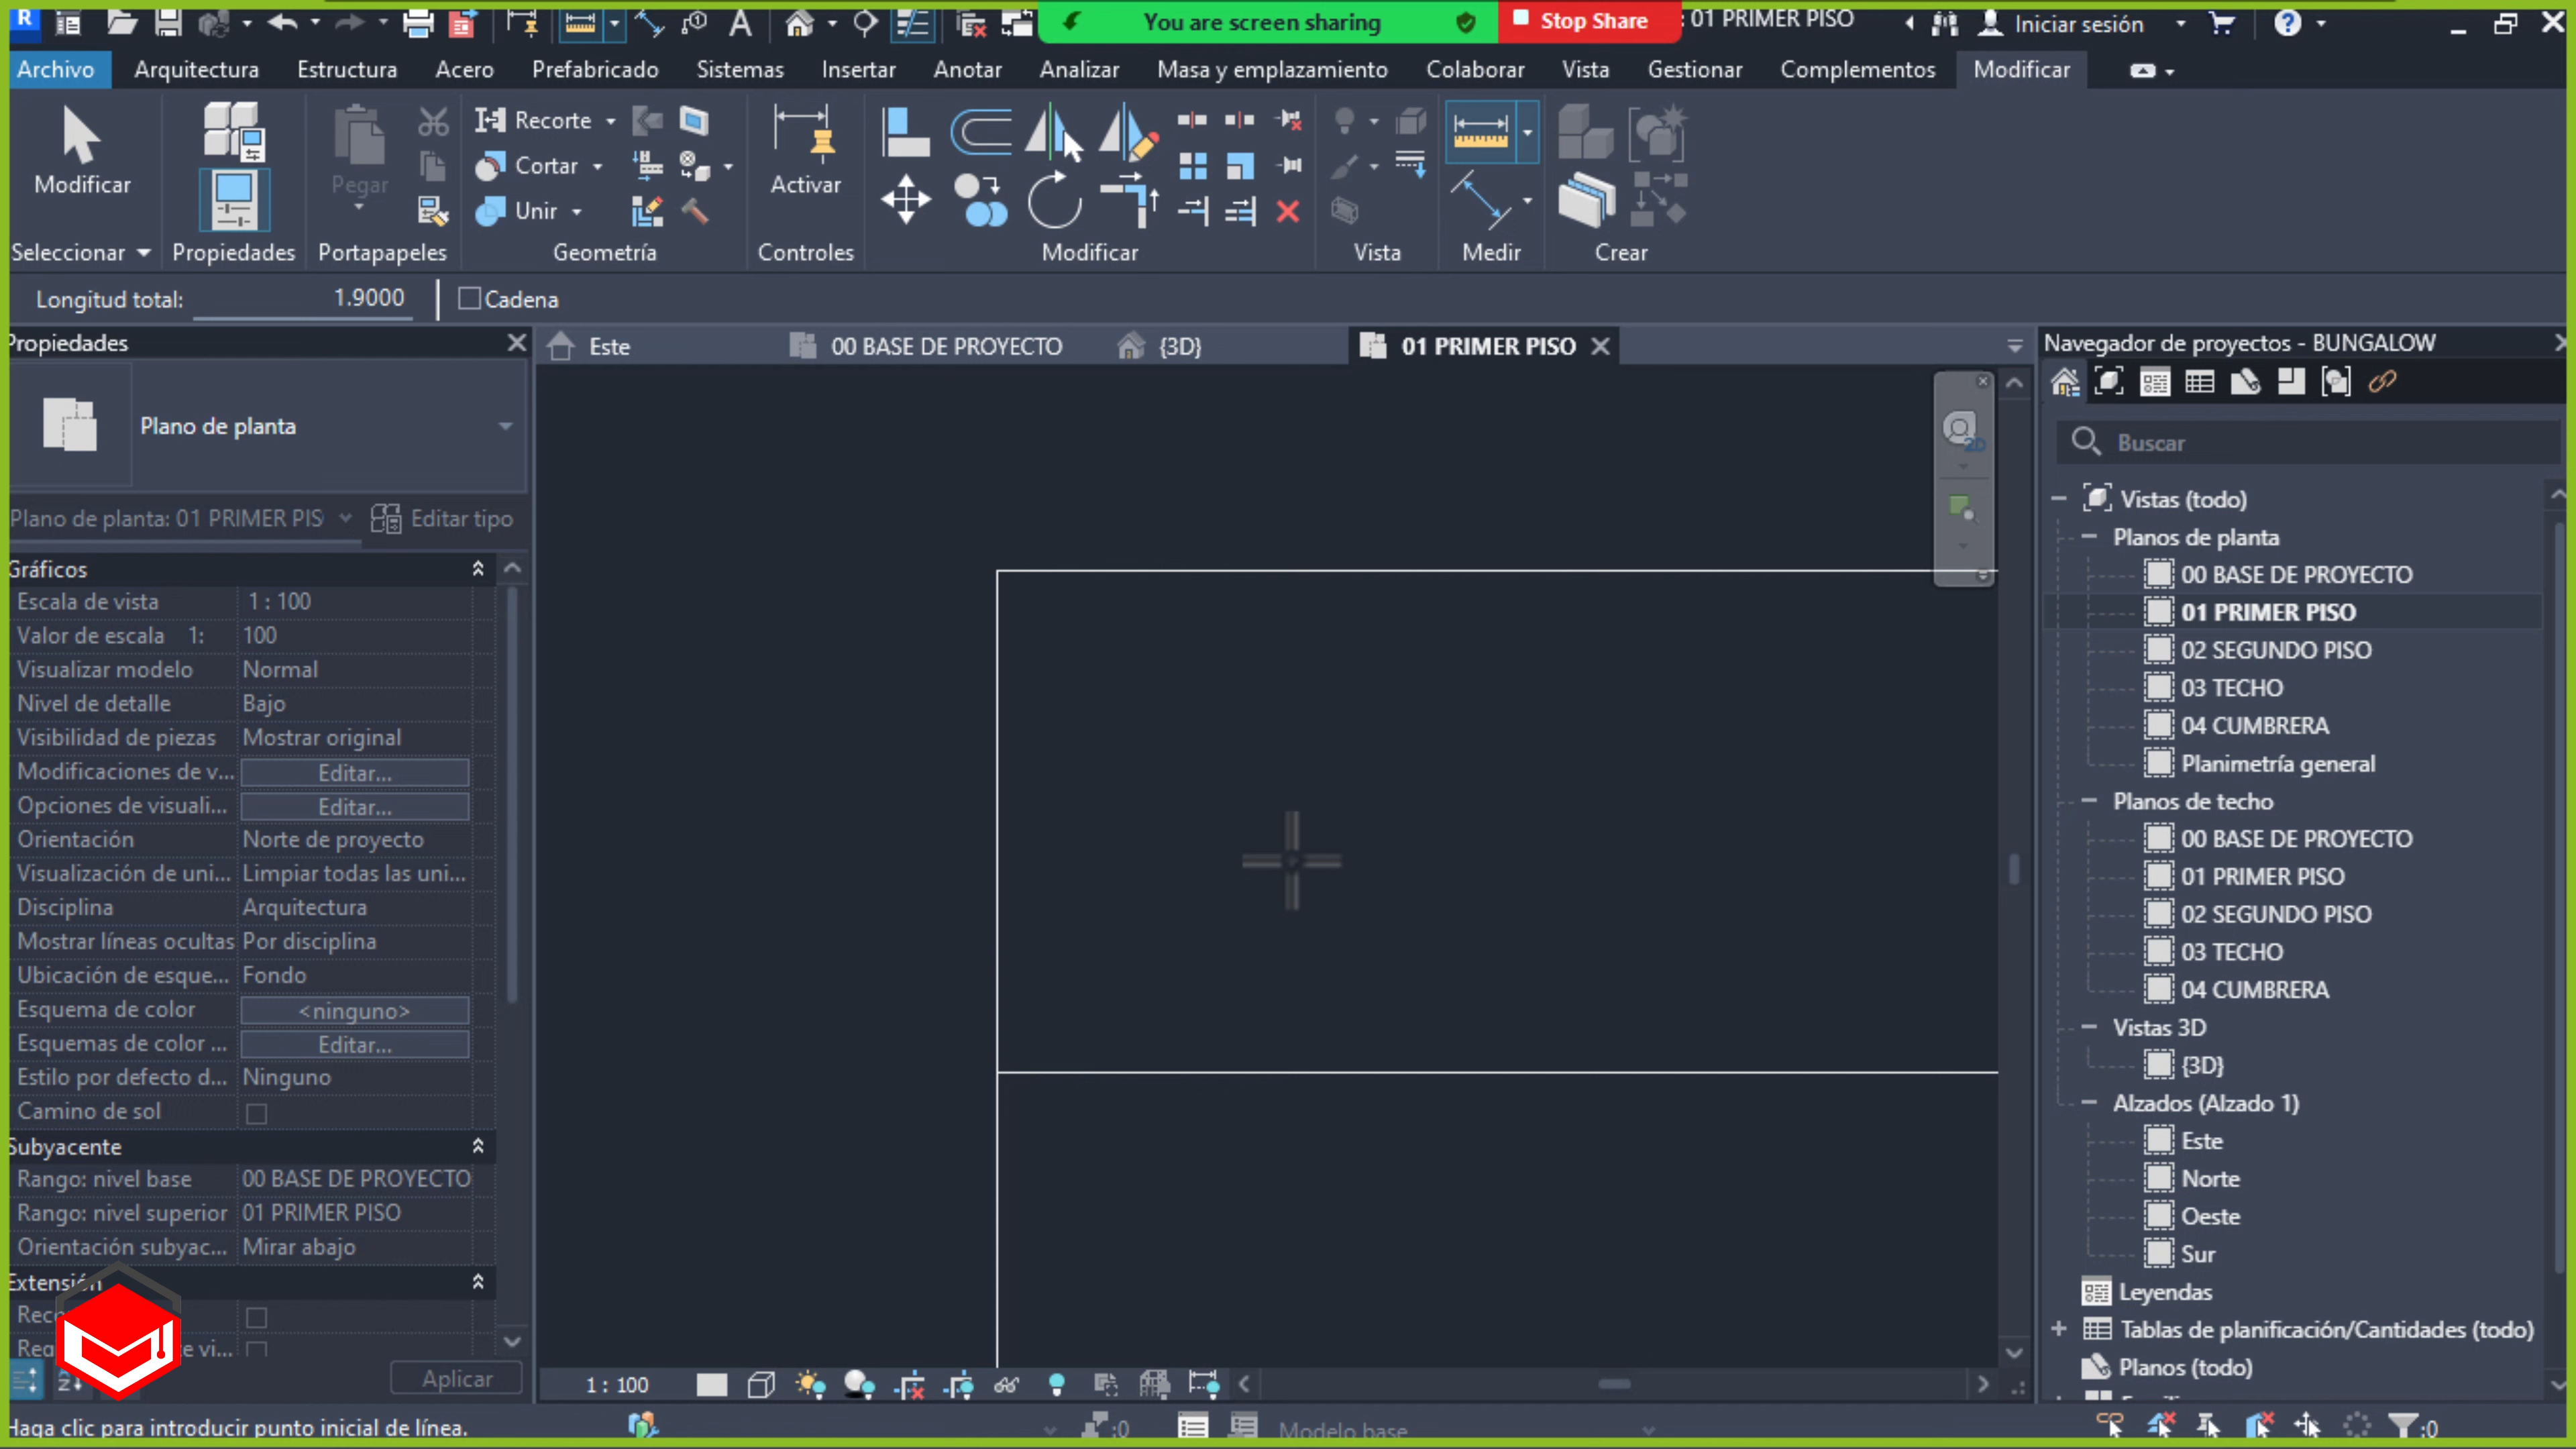 You are screen sharing
Stop Share
: 01 PRIMER PISO
Iniciar sesión
Archivo Arquitectura Estructura Acero Prefabricado Sistemas Insertar Anotar Analizar Masa y emplazamiento Colaborar Vista Gestionar Complementos Modificar
Modificar
Pegar
Recorte
Cortar
Unir
Activar
Seleccionar Propiedades Portapapeles Geometría Controles Modificar Vista Medir Crear
Longitud total: 1.9000 Cadena
Propiedades
Este 00 BASE DE PROYECTO {3D} 01 PRIMER PISO
Navegador de proyectos - BUNGALOW
Plano de planta
Plano de planta: 01 PRIMER PIS Editar tipo
Gráficos
Escala de vista 1 : 100
Valor de escala 1: 100
Visualizar modelo Normal
Nivel de detalle Bajo
Visibilidad de piezas Mostrar original
Modificaciones de v... Editar...
Opciones de visuali... Editar...
Orientación Norte de proyecto
Visualización de uni... Limpiar todas las uni...
Disciplina Arquitectura
Mostrar líneas ocultas Por disciplina
Ubicación de esque... Fondo
Esquema de color <ninguno>
Esquemas de color ... Editar...
Estilo por defecto d... Ninguno
Camino de sol
Subyacente
Rango: nivel base 00 BASE DE PROYECTO
Rango: nivel superior 01 PRIMER PISO
Orientación subyac... Mirar abajo
Extensión
Aplicar
2D
Buscar
Vistas (todo)
Planos de planta
00 BASE DE PROYECTO
01 PRIMER PISO
02 SEGUNDO PISO
03 TECHO
04 CUMBRERA
Planimetría general
Planos de techo
00 BASE DE PROYECTO
01 PRIMER PISO
02 SEGUNDO PISO
03 TECHO
04 CUMBRERA
Vistas 3D
{3D}
Alzados (Alzado 1)
Este
Norte
Oeste
Sur
Leyendas
Tablas de planificación/Cantidades (todo)
Planos (todo)
1 : 100
Haga clic para introducir punto inicial de línea.
:0
Modelo base
:0